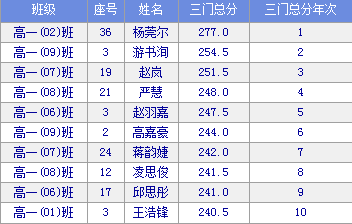 班级 座号 姓名 三门总分 三门总分年次
高一(02)班 36 杨莞尔 277.0 1
高一(09)班 3 游书洵 254.5 2
高一(07)班 19 赵岚 251.5 3
高一(08)班 21 严慧 248.0 4
高一(06)班 3 赵羽嘉 247.5 5
高一(09)班 2 高嘉豪 244.0 6
高一(07)班 24 蒋韵婕 242.0 7
高一(08)班 12 凌思俊 241.5 8
高一(06)班 17 邱思彤 241.0 9
高一(01)班 3 王浩锋 240.5 10